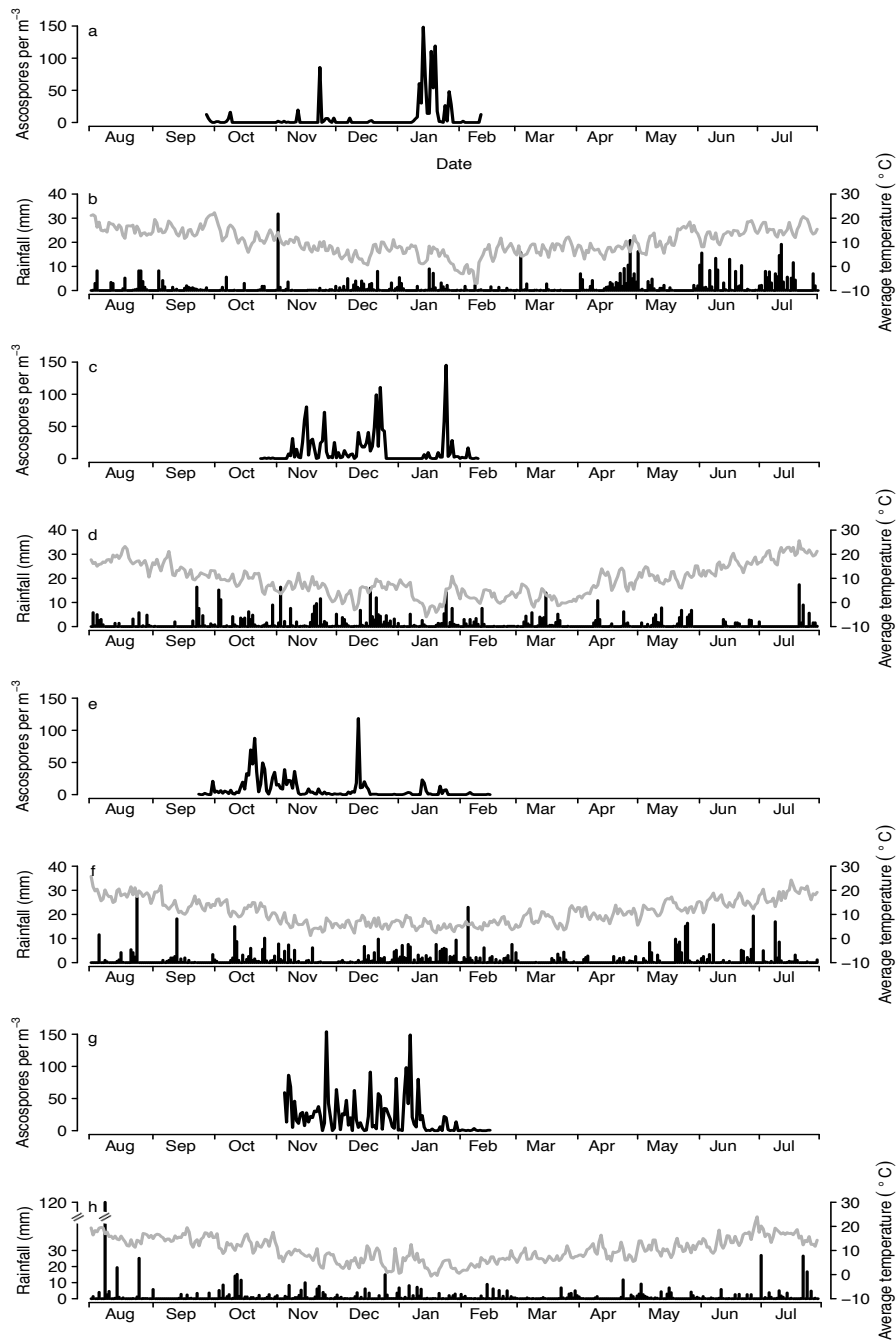 a
Ascospores per m⁻³
150
100
50
0
Aug Sep Oct Nov Dec Jan Feb Mar Apr May Jun Jul
Date
b
Rainfall (mm)
40
30
20
10
0
Average temperature ( ° C)
30
20
10
0
−10
Aug Sep Oct Nov Dec Jan Feb Mar Apr May Jun Jul
c
Ascospores per m⁻³
150
100
50
0
Aug Sep Oct Nov Dec Jan Feb Mar Apr May Jun Jul
d
Rainfall (mm)
40
30
20
10
0
Average temperature ( ° C)
30
20
10
0
−10
Aug Sep Oct Nov Dec Jan Feb Mar Apr May Jun Jul
e
Ascospores per m⁻³
150
100
50
0
Aug Sep Oct Nov Dec Jan Feb Mar Apr May Jun Jul
f
Rainfall (mm)
40
30
20
10
0
Average temperature ( ° C)
30
20
10
0
−10
Aug Sep Oct Nov Dec Jan Feb Mar Apr May Jun Jul
g
Ascospores per m⁻³
150
100
50
0
Aug Sep Oct Nov Dec Jan Feb Mar Apr May Jun Jul
h
Rainfall (mm)
120
30
20
10
0
Average temperature ( ° C)
30
20
10
0
−10
Aug Sep Oct Nov Dec Jan Feb Mar Apr May Jun Jul